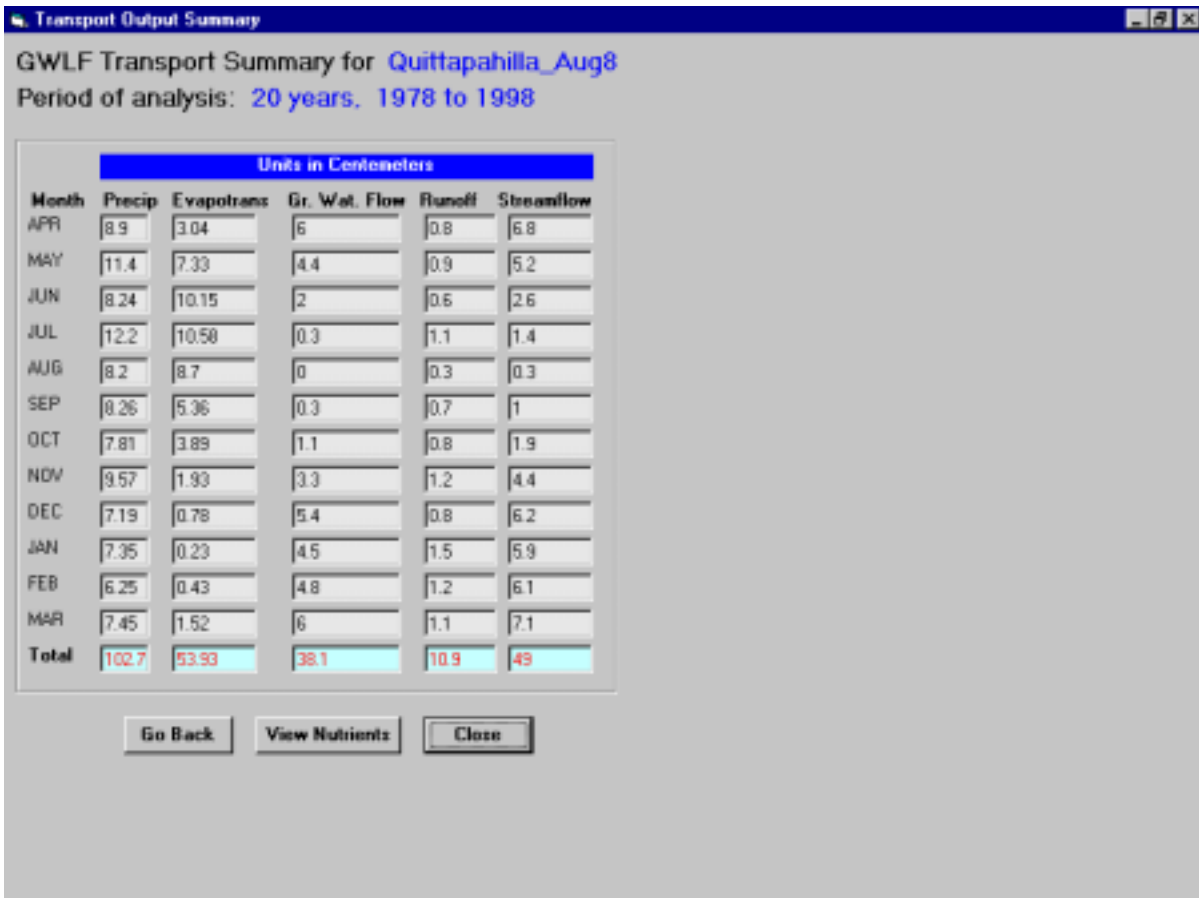 Transport Output Summary
GWLF Transport Summary for Quittapahilla_Aug8
Period of analysis: 20 years, 1978 to 1998
Units in Centemeters
Month Precip Evapotrans Gr. Wat. Flow Runoff Streamflow
APR 8.9 3.04 6 0.8 6.8
MAY 11.4 7.33 4.4 0.9 5.2
JUN 8.24 10.15 2 0.6 2.6
JUL 12.2 10.58 0.3 1.1 1.4
AUG 8.2 8.7 0 0.3 0.3
SEP 8.26 5.36 0.3 0.7 1
OCT 7.81 3.89 1.1 0.8 1.9
NOV 9.57 1.93 3.3 1.2 4.4
DEC 7.19 0.78 5.4 0.8 6.2
JAN 7.35 0.23 4.5 1.5 5.9
FEB 6.25 0.43 4.8 1.2 6.1
MAR 7.45 1.52 6 1.1 7.1
Total 102.7 53.93 38.1 10.9 49
Go Back View Nutrients Close